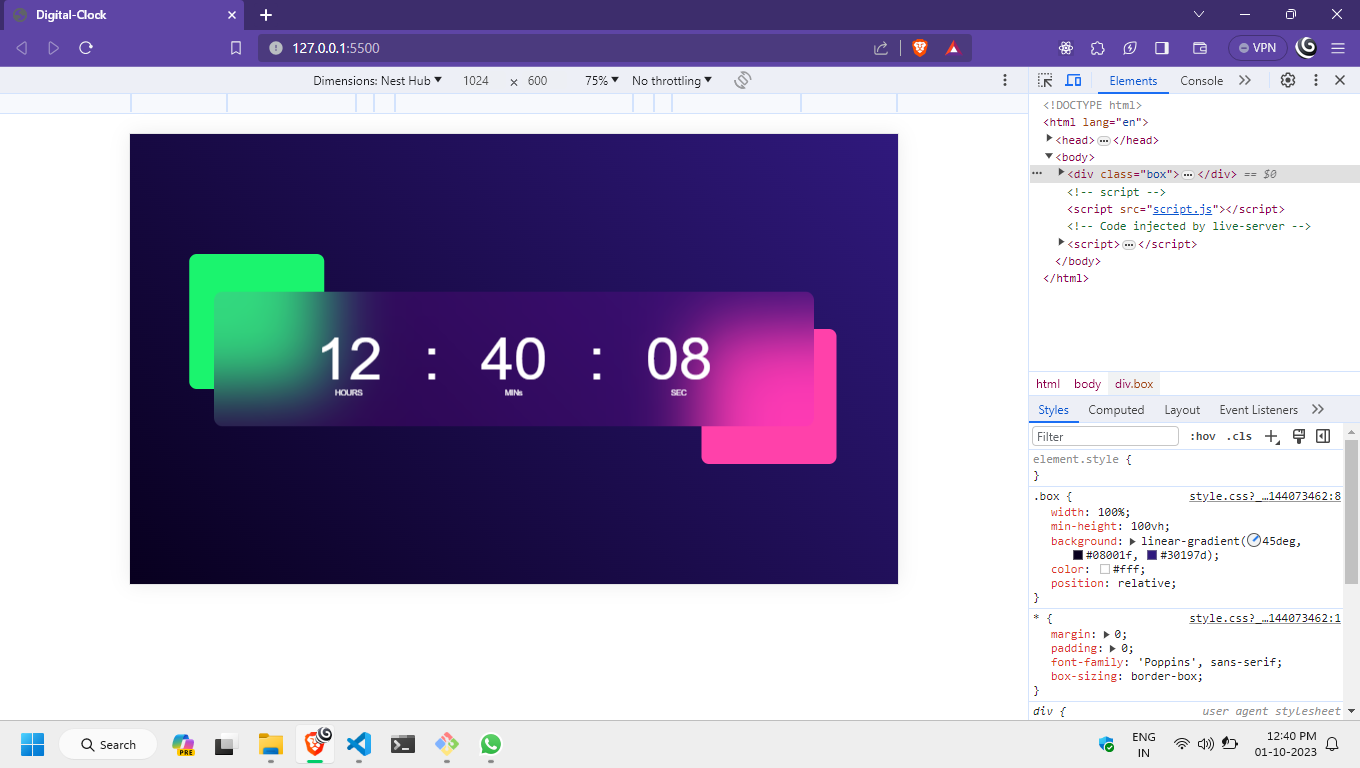 Digital-Clock
127.0.0.1:5500
VPN
Dimensions: Nest Hub 1024 × 600 75% No throttling
Elements Console
<!DOCTYPE html>
<html lang="en">
<head> ••• </head>
<body>
••• <div class="box"> ••• </div> == $0
<!-- script -->
<script src="script.js"></script>
<!-- Code injected by live-server -->
<script> ••• </script>
</body>
</html>
12 : 40 : 08
HOURS MINs SEC
html body div.box
Styles Computed Layout Event Listeners
Filter :hov .cls
element.style {
}
.box { style.css?_…144073462:8
width: 100%;
min-height: 100vh;
background: linear-gradient(45deg,
#08001f, #30197d);
color: #fff;
position: relative;
}
* { style.css?_…144073462:1
margin: 0;
padding: 0;
font-family: 'Poppins', sans-serif;
box-sizing: border-box;
}
div { user agent stylesheet
Search
PRE
ENG
IN
12:40 PM
01-10-2023